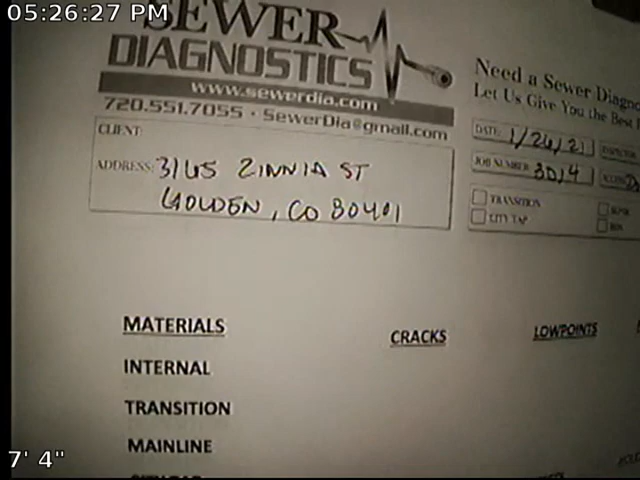 05:26:27 PM
SEWER
DIAGNOSTICS
www.sewerdia.com
720.551.7055 · SewerDia@gmail.com
Need a Sewer
Let Us Give You the Best
CLIENT:
ADDRESS: 3165 ZINNIA ST
GOLDEN, CO 80401
DATE: 1/26/21
JOB NUMBER: 3014
TRANSITION
CITY TAP
MATERIALS
CRACKS
LOWPOINTS
INTERNAL
TRANSITION
MAINLINE
7' 4"